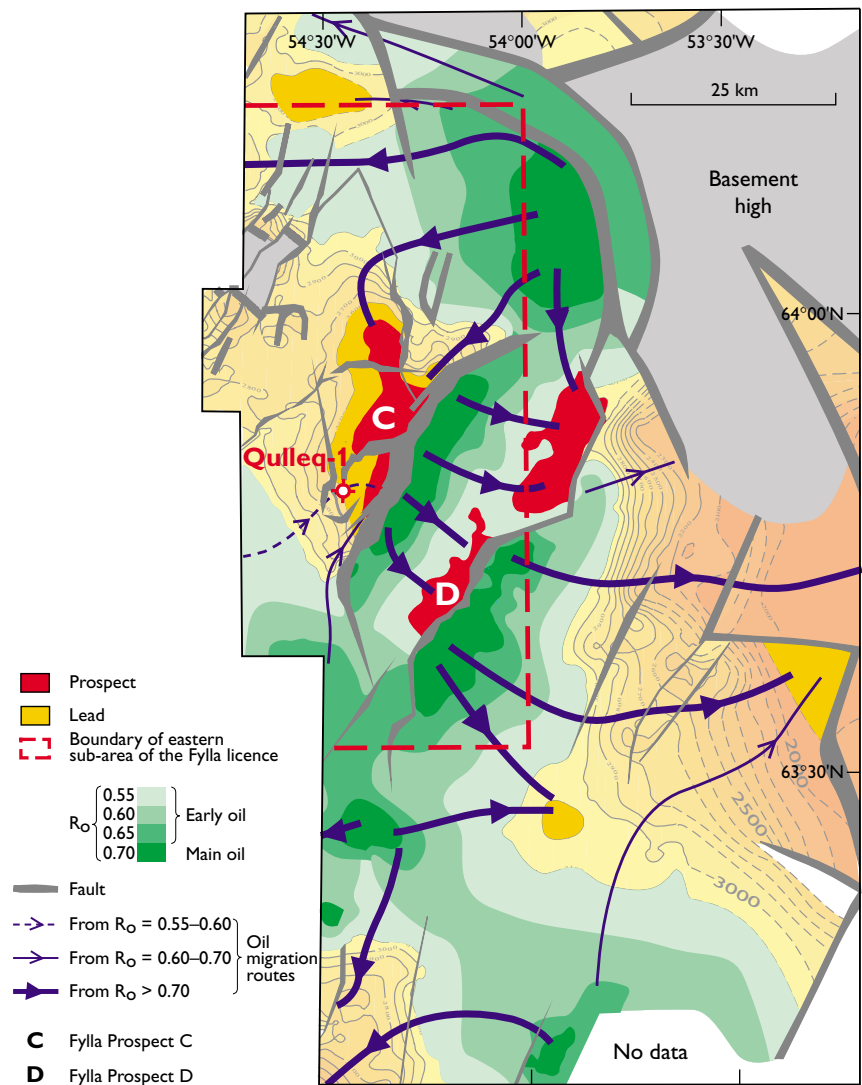 54°30'W
54°00'W
53°30'W
25 km
Basement
high
64°00'N
C
Qulleq-1
D
Prospect
Lead
Boundary of eastern
sub-area of the Fylla licence
63°30'N
2000
2500
3000
Ro
0.55
0.60
0.65
0.70
Early oil
Main oil
Fault
From Ro = 0.55–0.60
From Ro = 0.60–0.70
From Ro > 0.70
Oil
migration
routes
C Fylla Prospect C
D Fylla Prospect D
No data